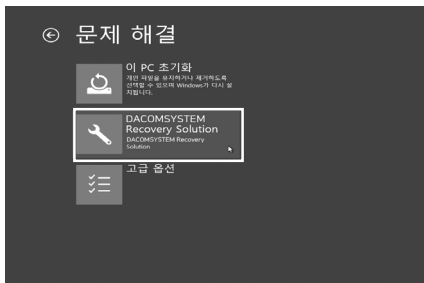 문제 해결
이 PC 초기화
개인 파일을 유지하거나 제거하도록
선택할 수 있으며 Windows가 다시 설
치됩니다.
DACOMSYSTEM
Recovery Solution
DACOMSYSTEM Recovery
Solution
고급 옵션